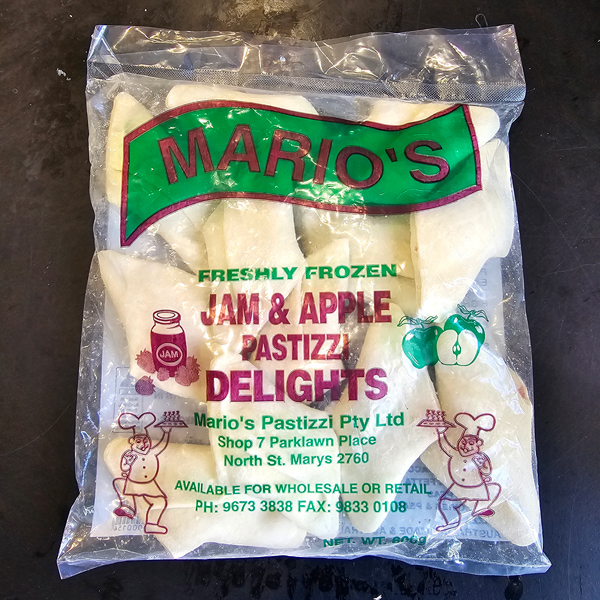 MARIO'S
FRESHLY FROZEN
JAM & APPLE
PASTIZZI
DELIGHTS
JAM
Mario's Pastizzi Pty Ltd
Shop 7 Parklawn Place
North St. Marys 2760
AVAILABLE FOR WHOLESALE OR RETAIL
PH: 9673 3838 FAX: 9833 0108
NET. WT. 600g